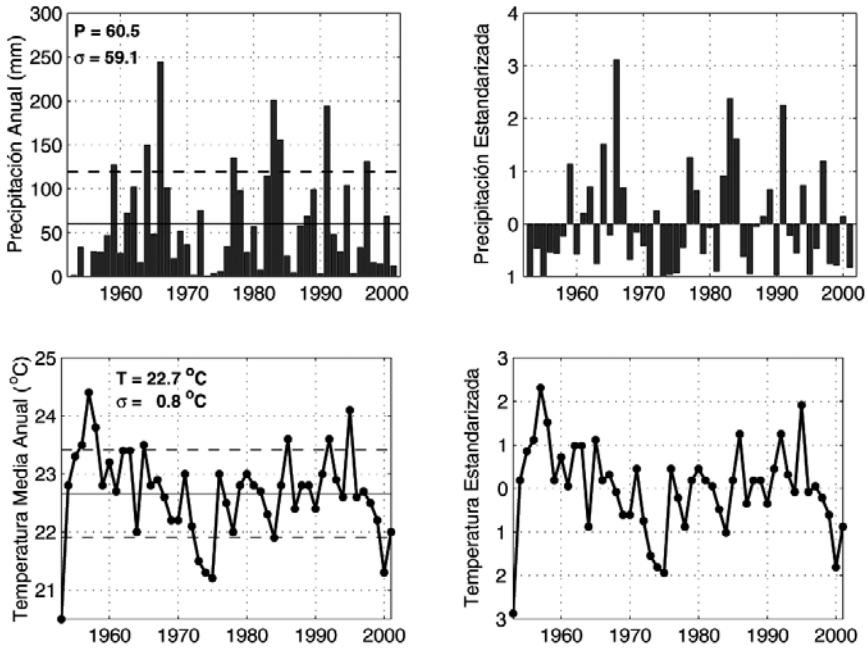 Precipitación Anual (mm)
300
250
200
150
100
50
0
P = 60.5
σ = 59.1
1960 1970 1980 1990 2000
Precipitación Estandarizada
4
3
2
1
0
1
1960 1970 1980 1990 2000
Temperatura Media Anual (°C)
25
24
23
22
21
T = 22.7 °C
σ = 0.8 °C
1960 1970 1980 1990 2000
Temperatura Estandarizada
3
2
1
0
1
2
3
1960 1970 1980 1990 2000